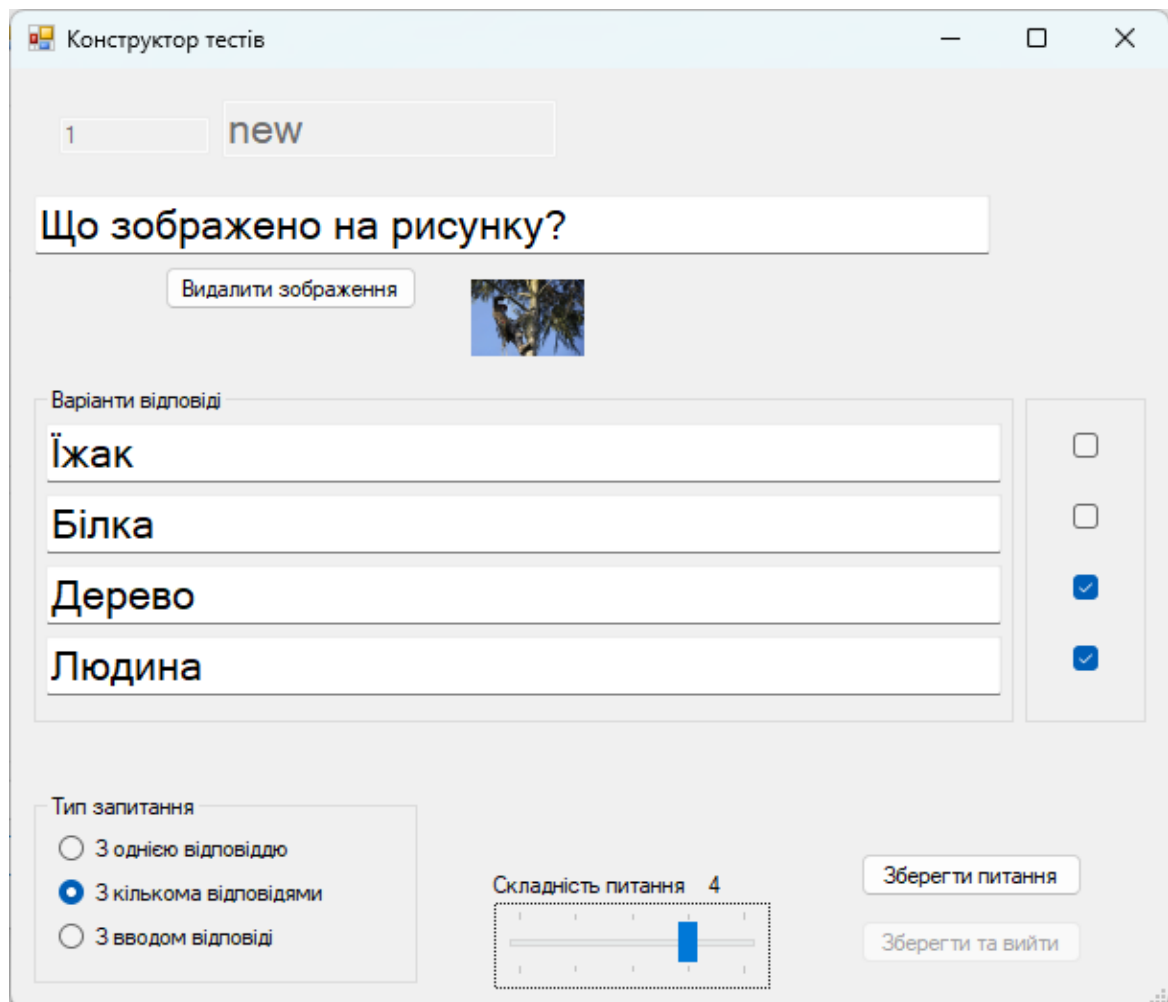 Конструктор тестів
1
new
Що зображено на рисунку?
Видалити зображення
Варіанти відповіді
Їжак
Білка
Дерево
Людина
Тип запитання
З однією відповіддю
З кількома відповідями
З вводом відповіді
Складність питання 4
Зберегти питання
Зберегти та вийти